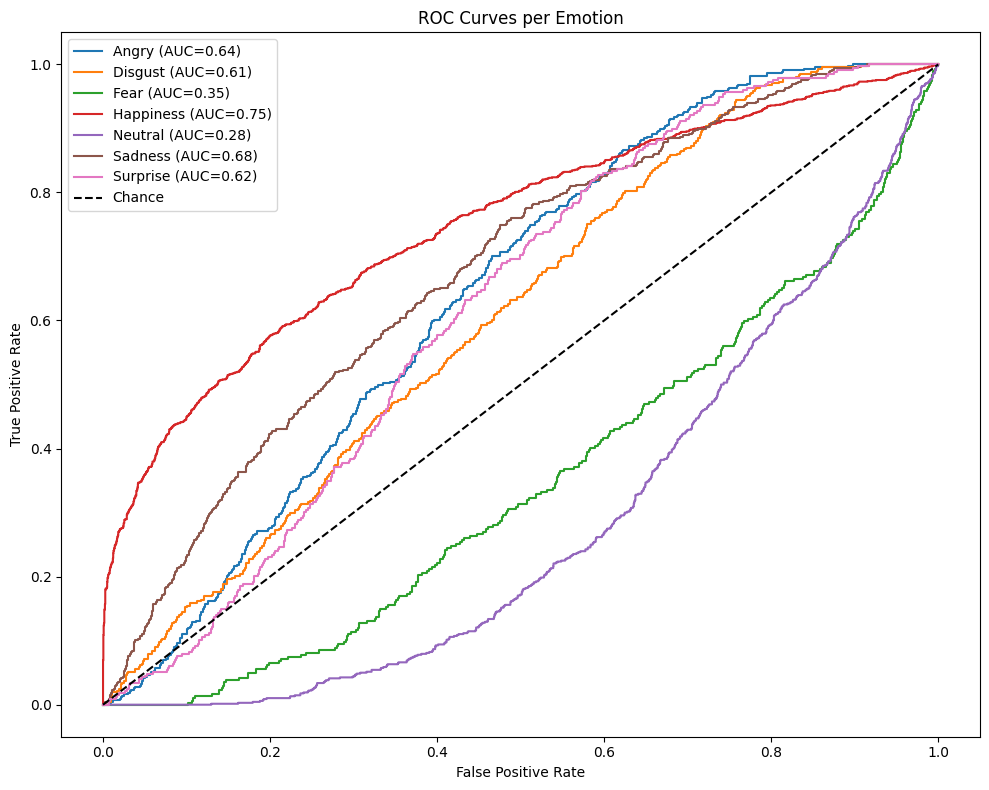 ROC Curves per Emotion
Angry (AUC=0.64)
Disgust (AUC=0.61)
Fear (AUC=0.35)
Happiness (AUC=0.75)
Neutral (AUC=0.28)
Sadness (AUC=0.68)
Surprise (AUC=0.62)
Chance
True Positive Rate
1.0
0.8
0.6
0.4
0.2
0.0
0.0 0.2 0.4 0.6 0.8 1.0
False Positive Rate